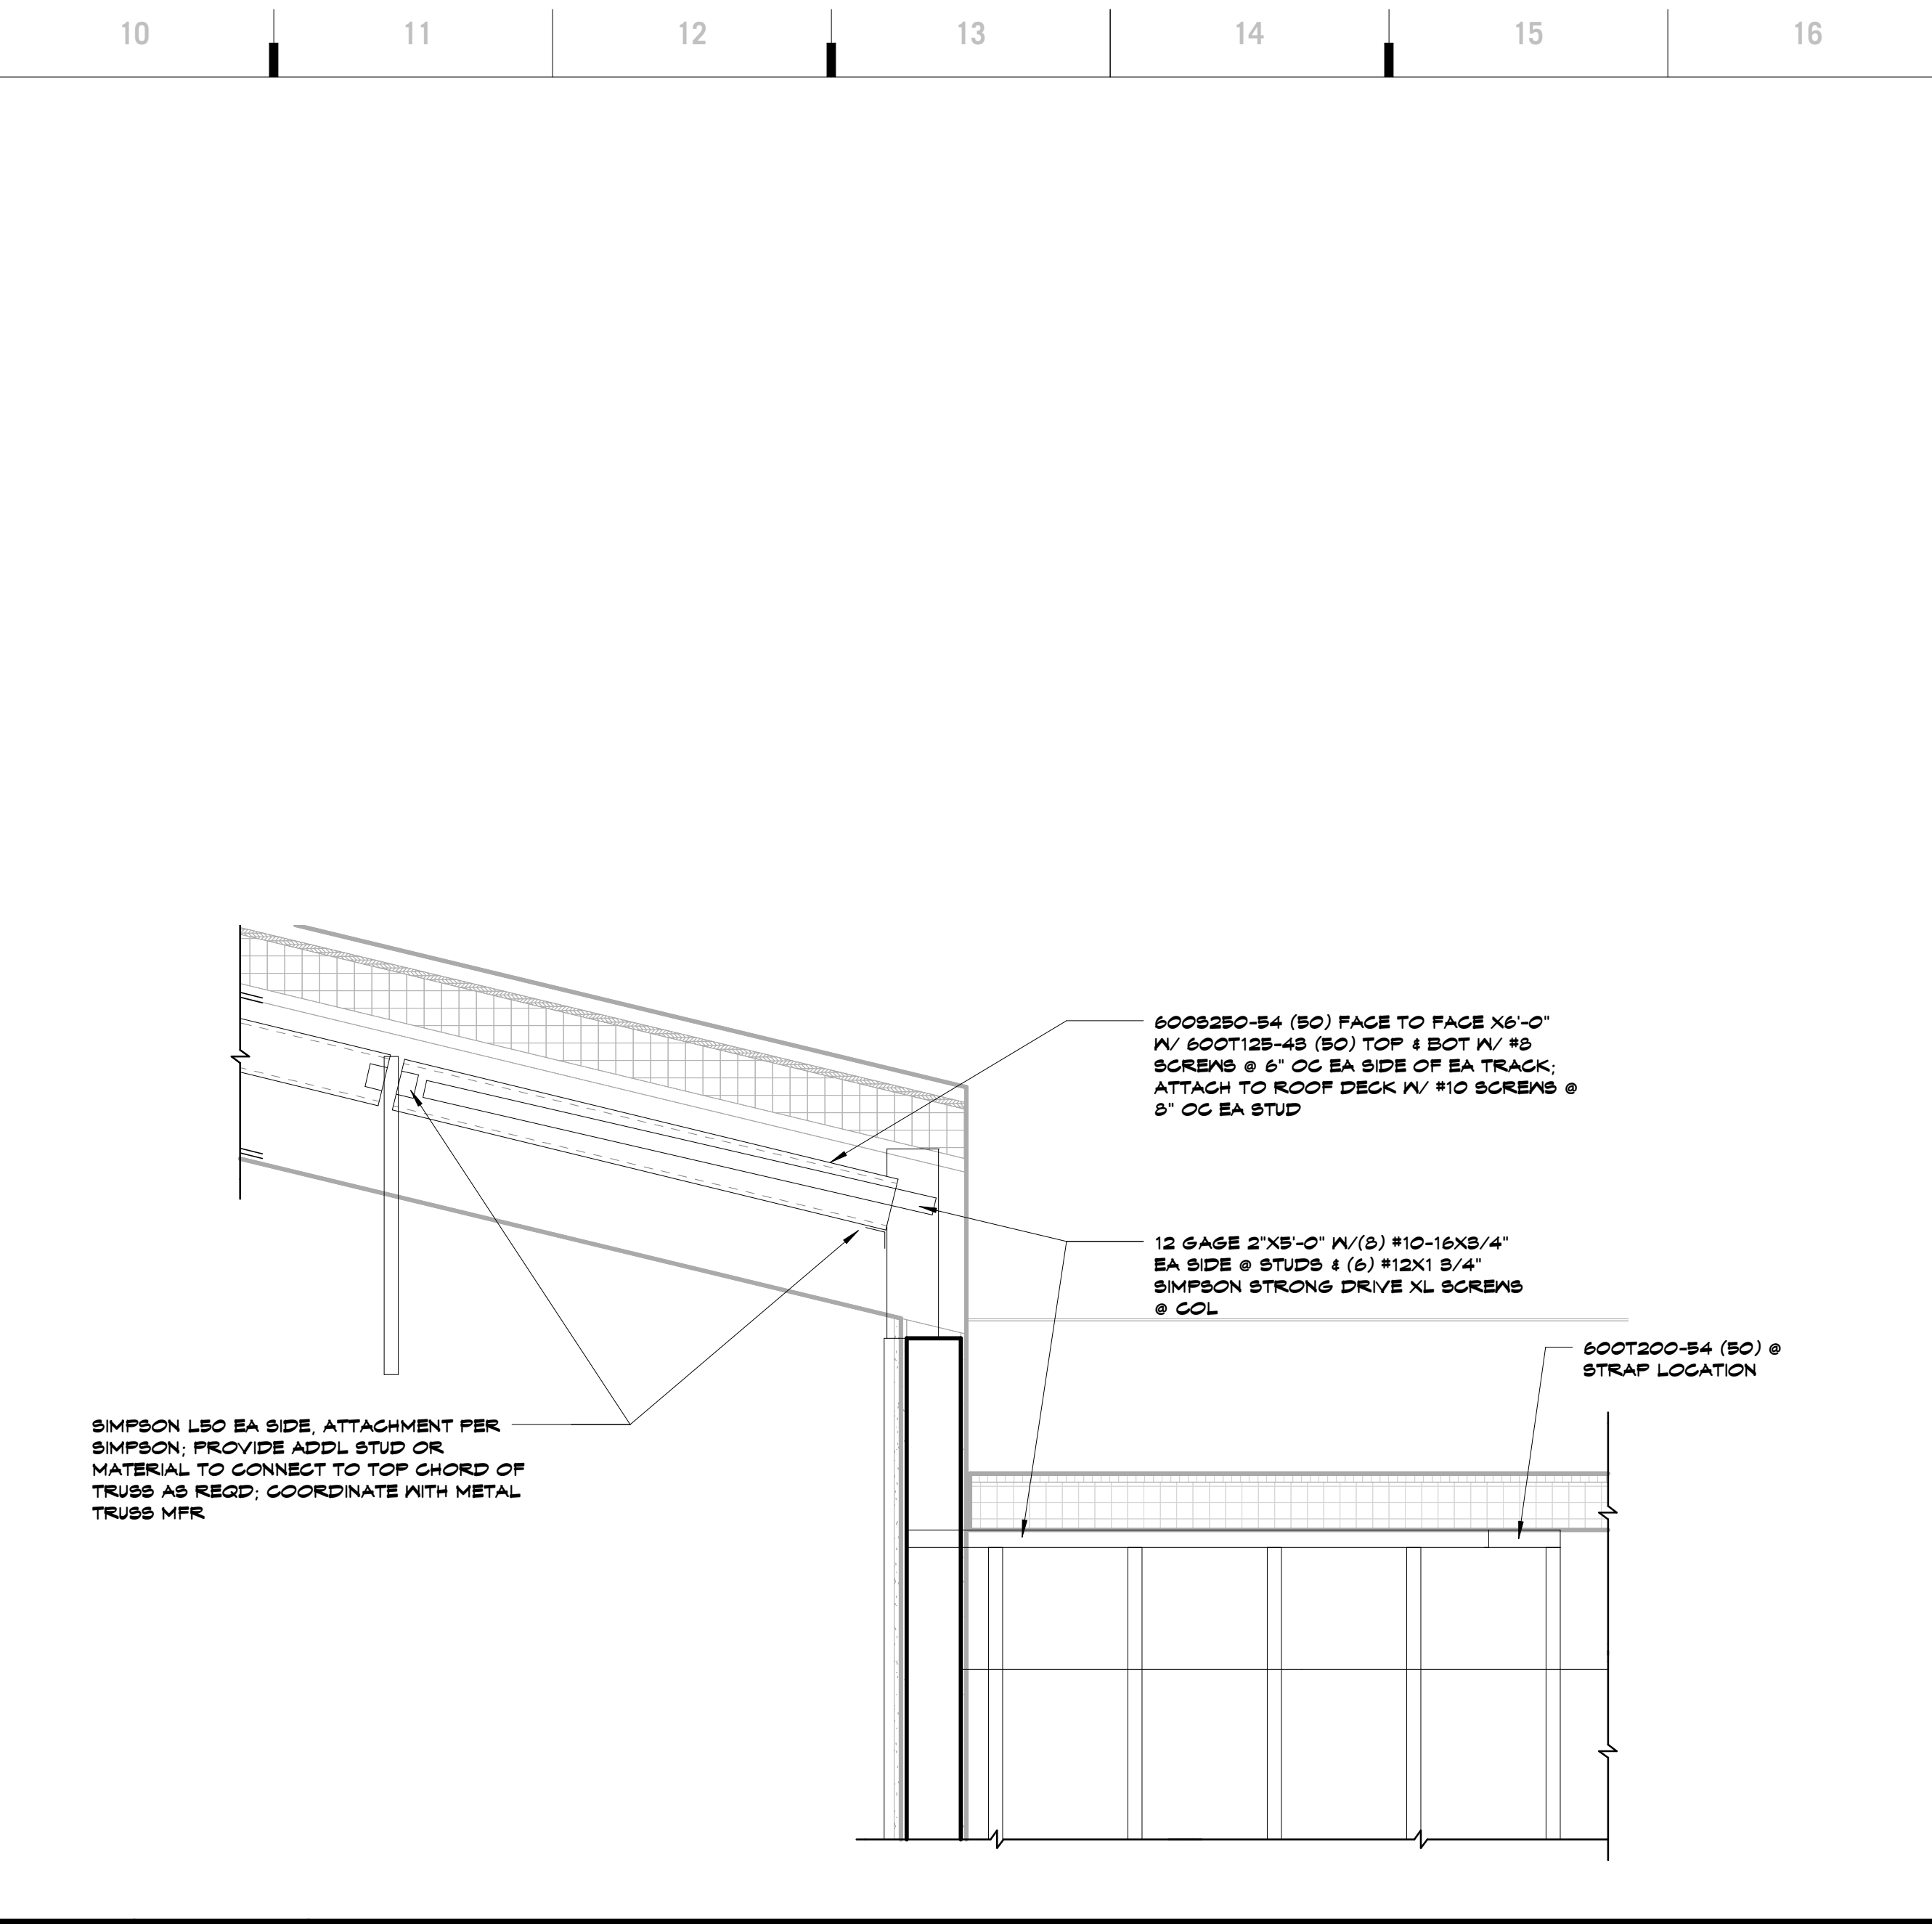 10 11 12 13 14 15 16
600S250-54 (50) FACE TO FACE X6'-0"
W/ 600T125-43 (50) TOP & BOT W/ #8
SCREWS @ 6" OC EA SIDE OF EA TRACK;
ATTACH TO ROOF DECK W/ #10 SCREWS @
8" OC EA STUD
12 GAGE 2"X5'-0" W/(8) #10-16X3/4"
EA SIDE @ STUDS & (6) #12X1 3/4"
SIMPSON STRONG DRIVE XL SCREWS
@ COL
600T200-54 (50) @
STRAP LOCATION
SIMPSON L50 EA SIDE, ATTACHMENT PER
SIMPSON; PROVIDE ADDL STUD OR
MATERIAL TO CONNECT TO TOP CHORD OF
TRUSS AS REQD; COORDINATE WITH METAL
TRUSS MFR